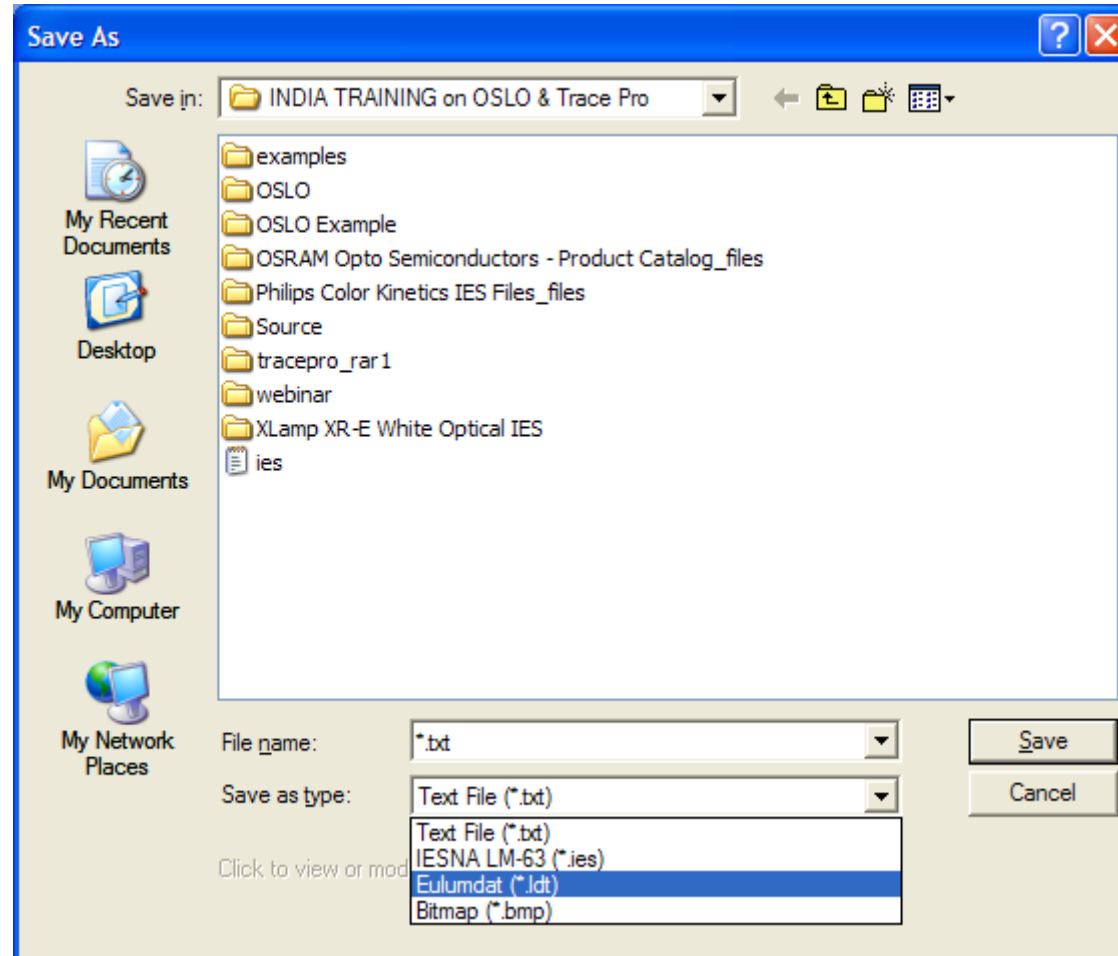 Save As
Save in: INDIA TRAINING on OSLO & Trace Pro
My Recent
Documents
Desktop
My Documents
My Computer
My Network
Places
examples
OSLO
OSLO Example
OSRAM Opto Semiconductors - Product Catalog_files
Philips Color Kinetics IES Files_files
Source
tracepro_rar1
webinar
XLamp XR-E White Optical IES
ies
File name: *.txt Save
Save as type: Text File (*.txt) Cancel
Text File (*.txt)
IESNA LM-63 (*.ies)
Eulumdat (*.ldt)
Bitmap (*.bmp)
Click to view or mod